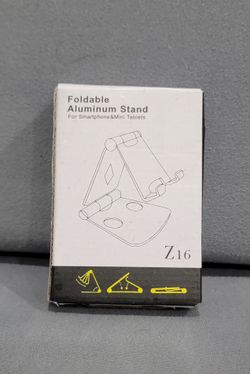 Foldable
Aluminum Stand
For Smartphone&Mini Tablets
Z16